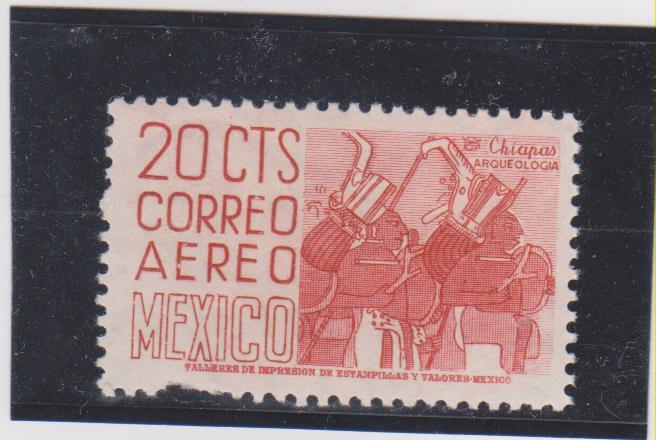 20 CTS
CORREO
AEREO
MEXICO
Chiapas
ARQUEOLOGIA
TALLERES DE IMPRESION DE ESTAMPILLAS Y VALORES-MEXICO.